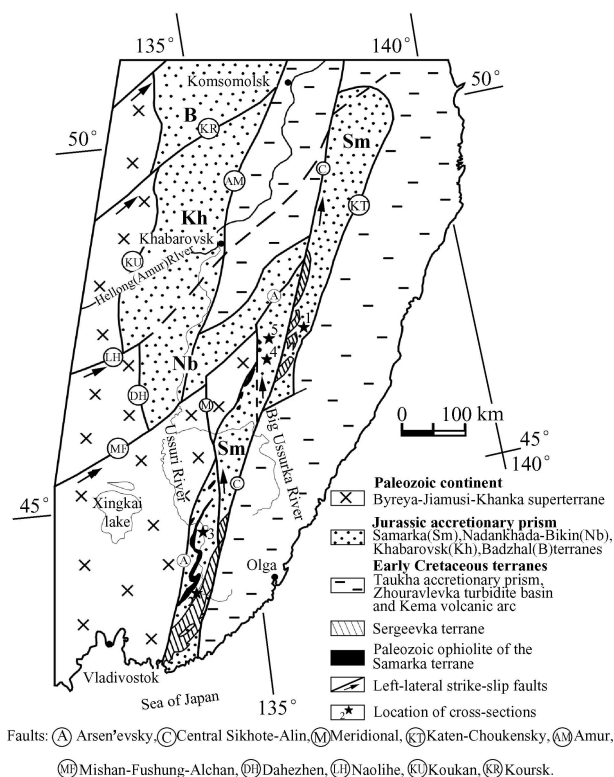 135°
140°
50°
Komsomolsk
B
KR
50°
Sm
C
AM
KT
Kh
Khabarovsk
KU
Hellong(Amur)River
A
1
5
4
LH
Nb
DH
M
0 100 km
MF
Ussuri River
Sm
Big Ussurka River
45°
140°
C
45°
Xingkai
lake
3
A
Olga
2
Vladivostok
135°
Sea of Japan
Paleozoic continent
Byreya-Jiamusi-Khanka superterrane
Jurassic accretionary prism
Samarka(Sm),Nadankhada-Bikin(Nb),
Khabarovsk(Kh),Badzhal(B)terranes
Early Cretaceous terranes
Taukha accretionary prism,
Zhouravlevka turbidite basin
and Kema volcanic arc
Sergeevka terrane
Paleozoic ophiolite of the
Samarka terrane
Left-lateral strike-slip faults
2 Location of cross-sections
Faults: A Arsen'evsky, C Central Sikhote-Alin, M Meridional, KT Katen-Choukensky, AM Amur,
MF Mishan-Fushung-Alchan, DH Dahezhen, LH Naolihe, KU Koukan, KR Koursk.